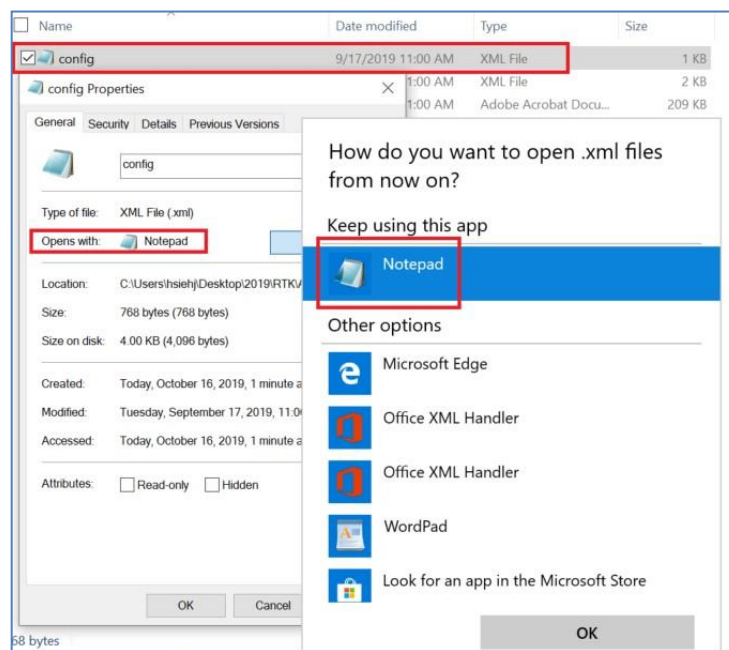 Name Date modified Type Size
config 9/17/2019 11:00 AM XML File 1 KB
config Properties
1:00 AM XML File 2 KB
1:00 AM Adobe Acrobat Docu... 209 KB
General Security Details Previous Versions
config
Type of file: XML File (.xml)
Opens with: Notepad
Location: C:\Users\hsiehj\Desktop\2019\RTKV
Size: 768 bytes (768 bytes)
Size on disk: 4.00 KB (4,096 bytes)
Created: Today, October 16, 2019, 1 minute a
Modified: Tuesday, September 17, 2019, 11:0
Accessed: Today, October 16, 2019, 1 minute a
Attributes: Read-only Hidden
OK Cancel
68 bytes
How do you want to open .xml files
from now on?
Keep using this app
Notepad
Other options
Microsoft Edge
Office XML Handler
Office XML Handler
WordPad
Look for an app in the Microsoft Store
OK